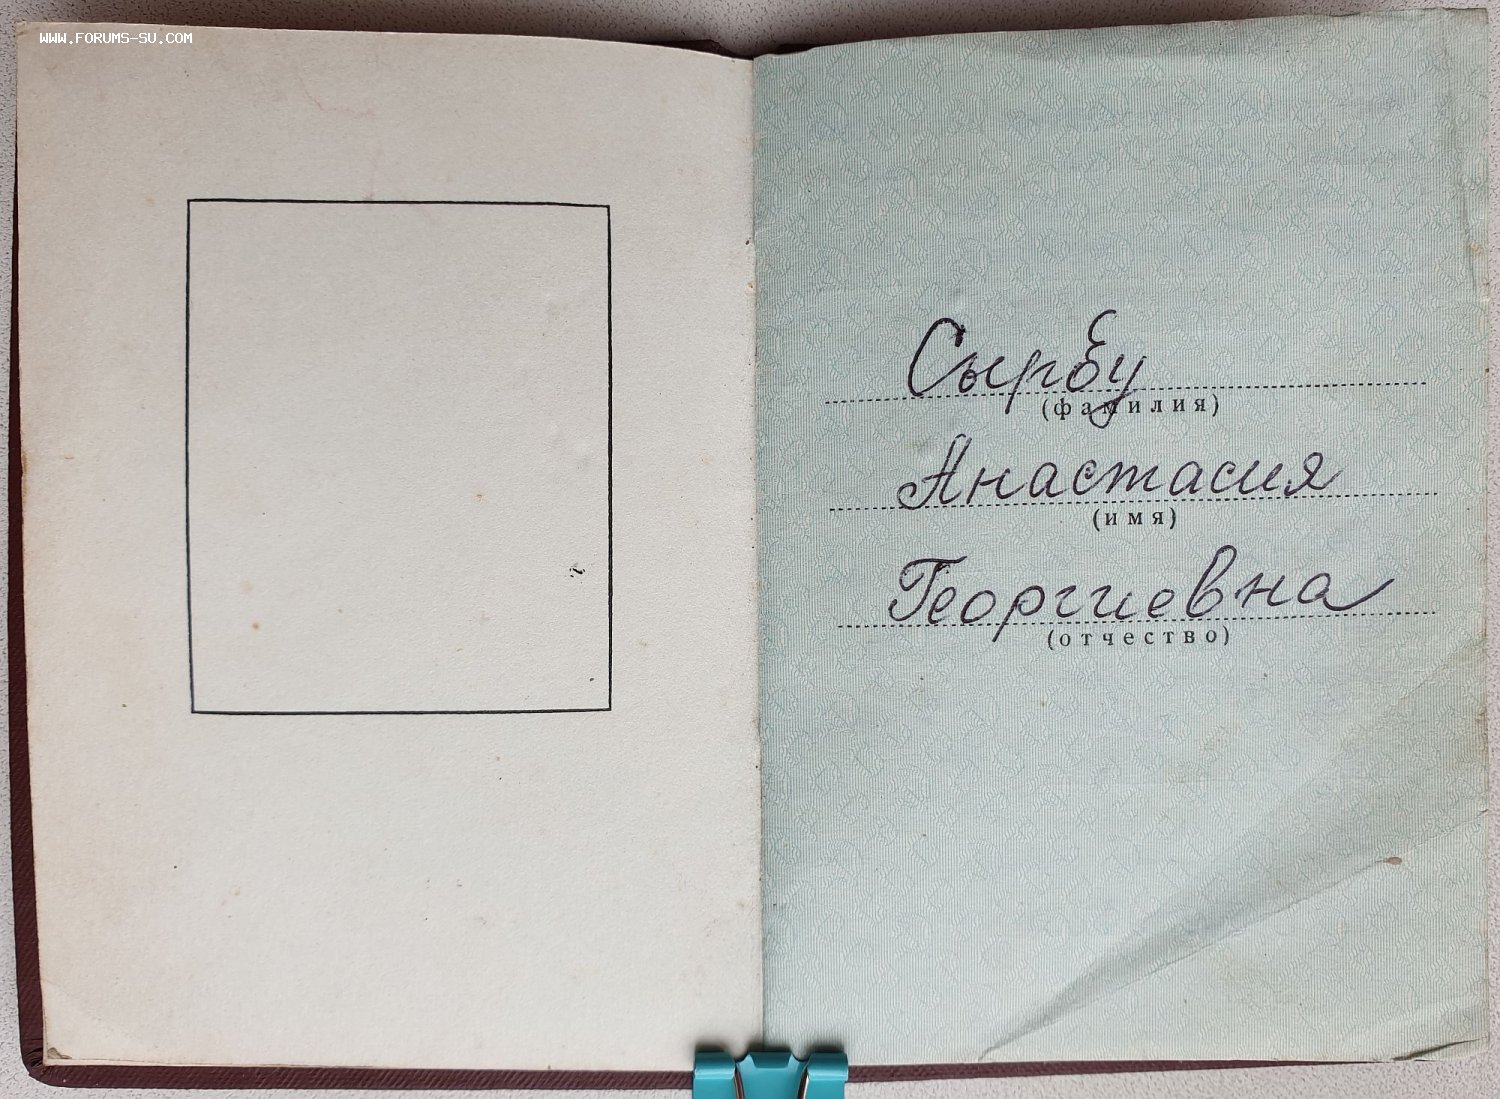 WWW.FORUMS-SU.COM
Сырбу
(фамилия)
Анастасия
(имя)
Георгиевна
(отчество)